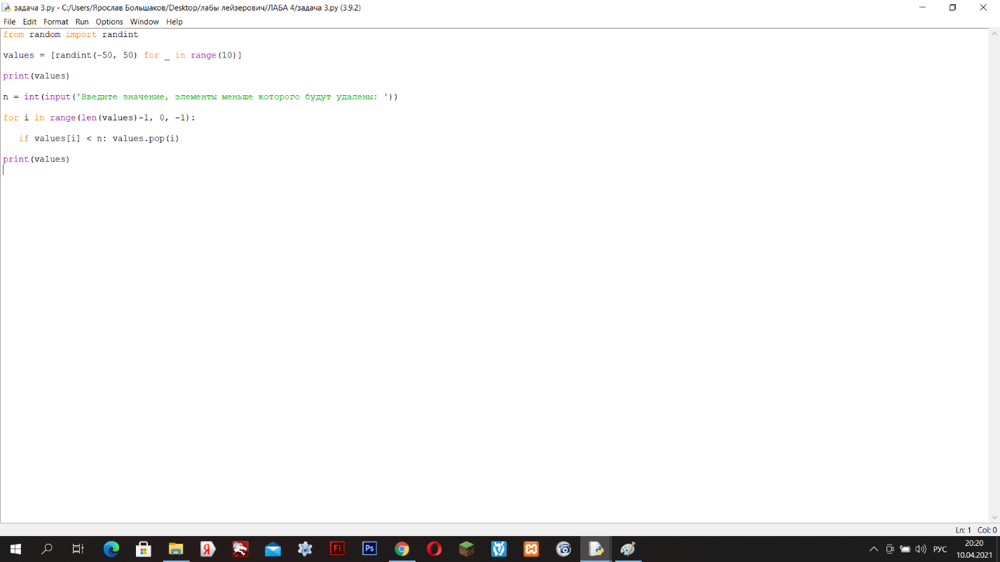 задача 3.py - C:/Users/Ярослав Большаков/Desktop/лабы лейзерович/ЛАБА 4/задача 3.py (3.9.2)
File Edit Format Run Options Window Help
from random import randint
values = [randint(-50, 50) for _ in range(10)]
print(values)
n = int(input('Введите значение, элементы меньше которого будут удалены: '))
for i in range(len(values)-1, 0, -1):
   if values[i] < n: values.pop(i)
print(values)
Ln: 1 Col: 0
Я Fl Ps РУС 20:20
10.04.2021